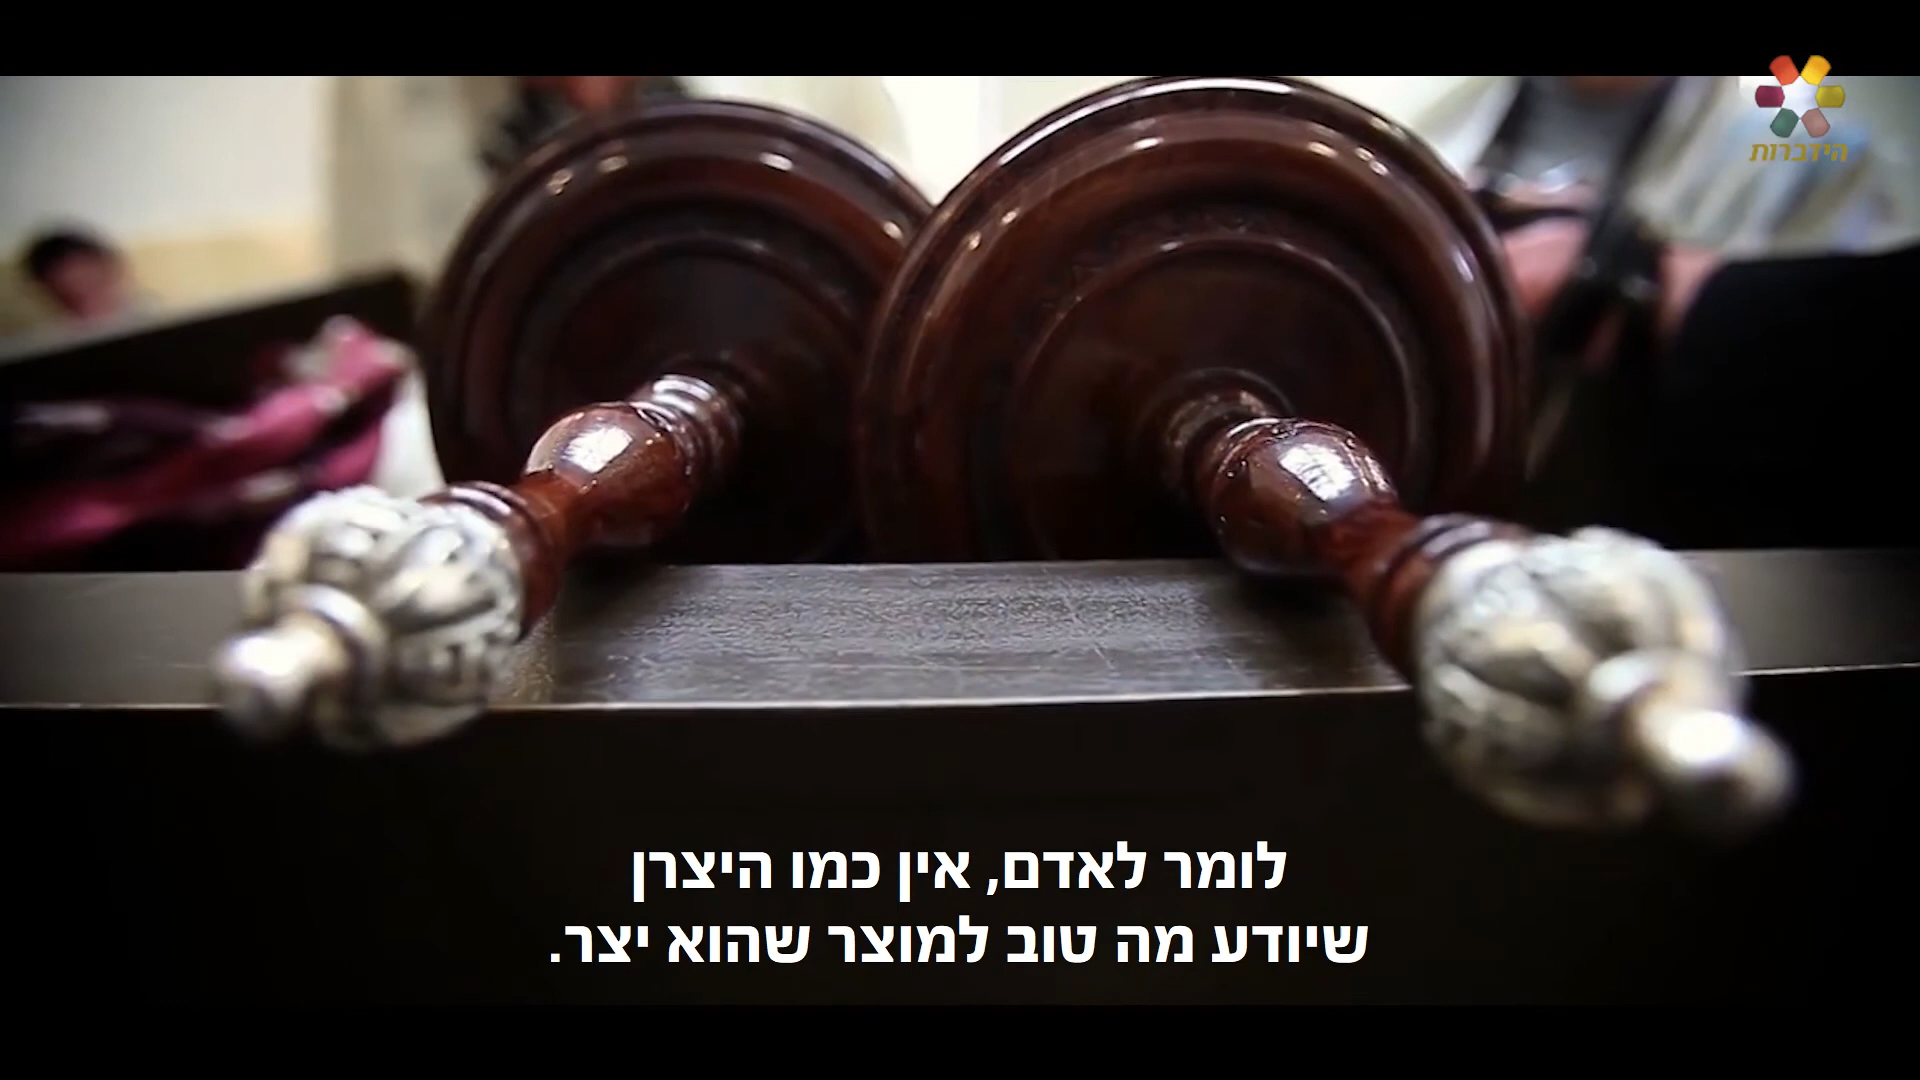 הידברות
לומר לאדם, אין כמו היצרן
שיודע מה טוב למוצר שהוא יצר.